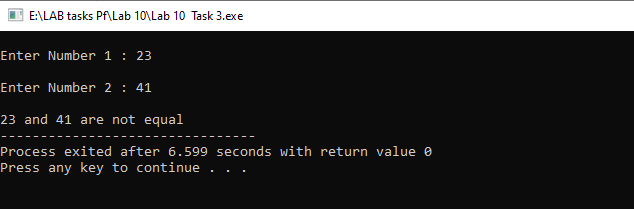 E:\LAB tasks Pf\Lab 10\Lab 10  Task 3.exe
Enter Number 1 : 23
Enter Number 2 : 41
23 and 41 are not equal
--------------------------------
Process exited after 6.599 seconds with return value 0
Press any key to continue . . .